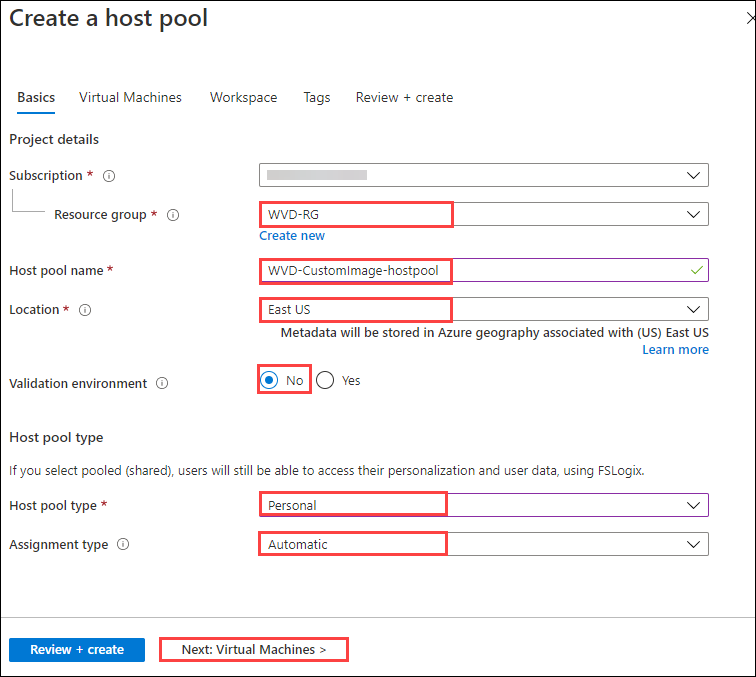 Create a host pool
Basics Virtual Machines Workspace Tags Review + create
Project details
Subscription *
Resource group * WVD-RG
Create new
Host pool name * WVD-CustomImage-hostpool
Location * East US
Metadata will be stored in Azure geography associated with (US) East US
Learn more
Validation environment No Yes
Host pool type
If you select pooled (shared), users will still be able to access their personalization and user data, using FSLogix.
Host pool type * Personal
Assignment type Automatic
Review + create Next: Virtual Machines >